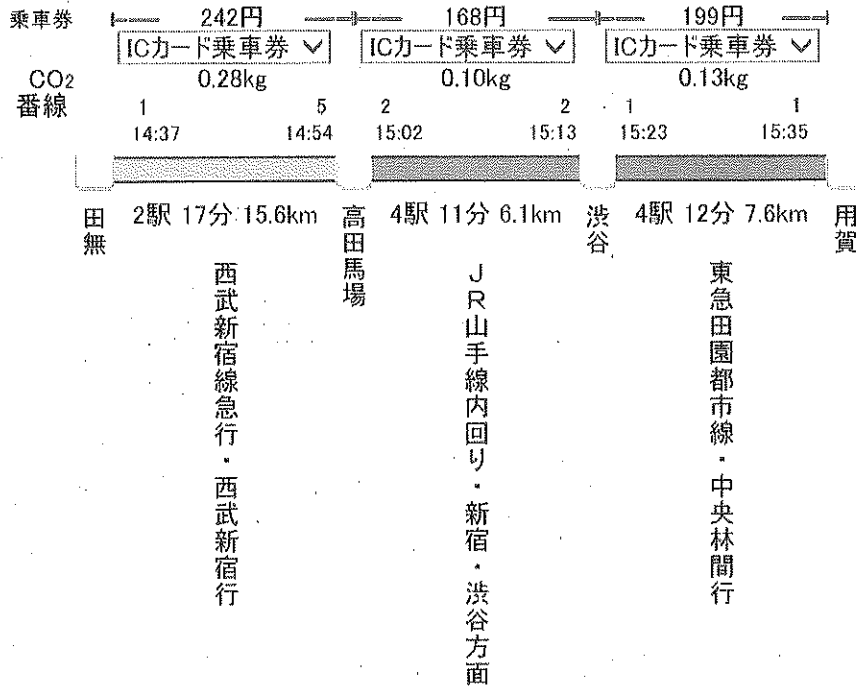 乗車券 242円 168円 199円
ICカード乗車券 ICカード乗車券 ICカード乗車券
CO2 0.28kg 0.10kg 0.13kg
番線 1 5 2 2 1 1
14:37 14:54 15:02 15:13 15:23 15:35
田無 2駅 17分 15.6km 高田馬場 4駅 11分 6.1km 渋谷 4駅 12分 7.6km 用賀
西武新宿線急行・西武新宿行
JR山手線内回り・新宿・渋谷方面
東急田園都市線・中央林間行